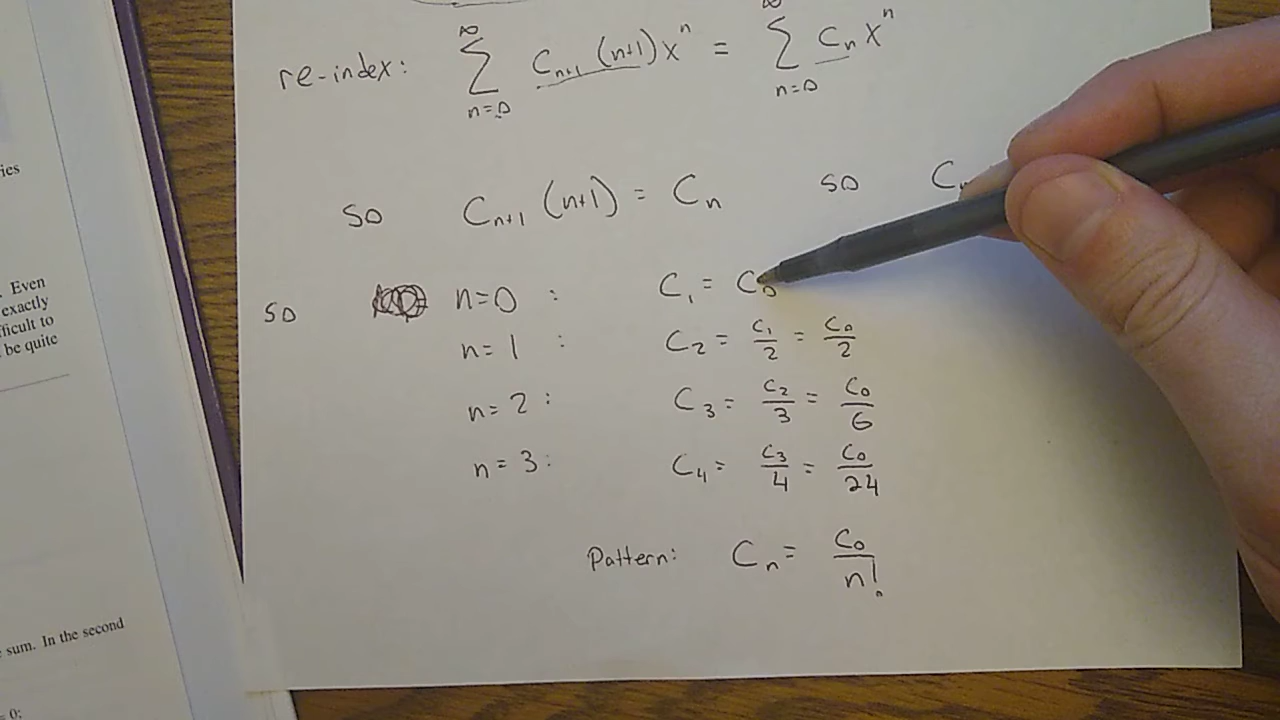 ies
. Even
exactly
fficult to
be quite
sum. In the second
= 0:
re-index: ∞ Σ n=0 C_{n+1} (n+1) x^n = ∞ Σ n=0 C_n x^n
so C_{n+1} (n+1) = C_n so C
so n=0 : C_1 = C_0
n=1 : C_2 = C_1/2 = C_0/2
n=2 : C_3 = C_2/3 = C_0/6
n=3: C_4 = C_3/4 = C_0/24
Pattern: C_n = C_0/n!